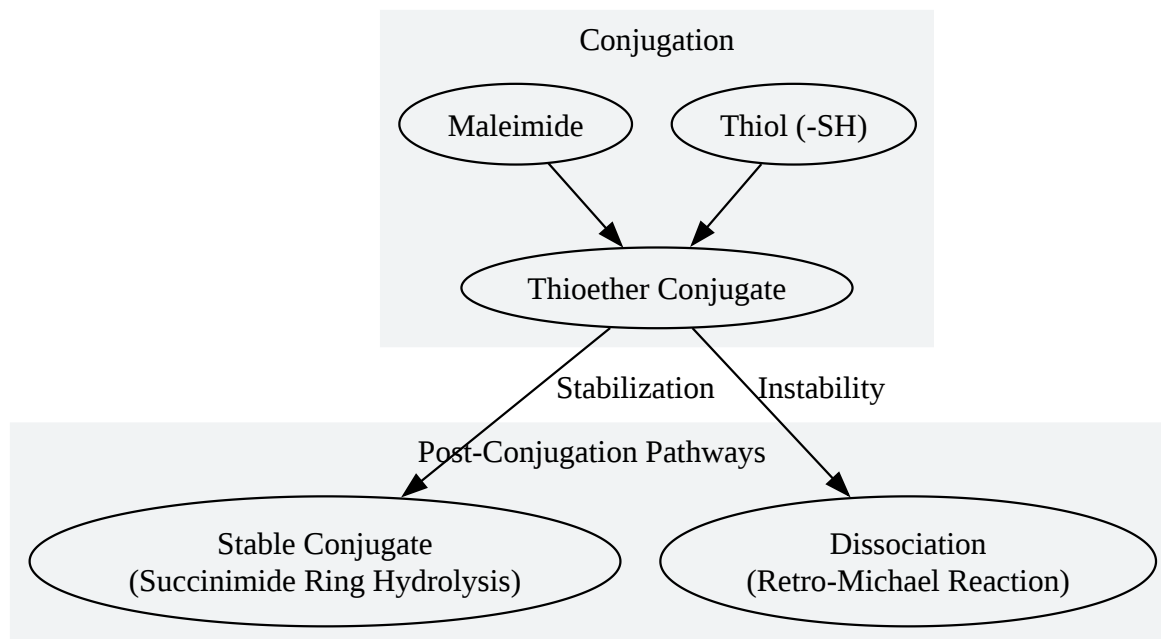 Conjugation
Maleimide
Thiol (-SH)
Thioether Conjugate
Stabilization
Instability
Post-Conjugation Pathways
Stable Conjugate
(Succinimide Ring Hydrolysis)
Dissociation
(Retro-Michael Reaction)